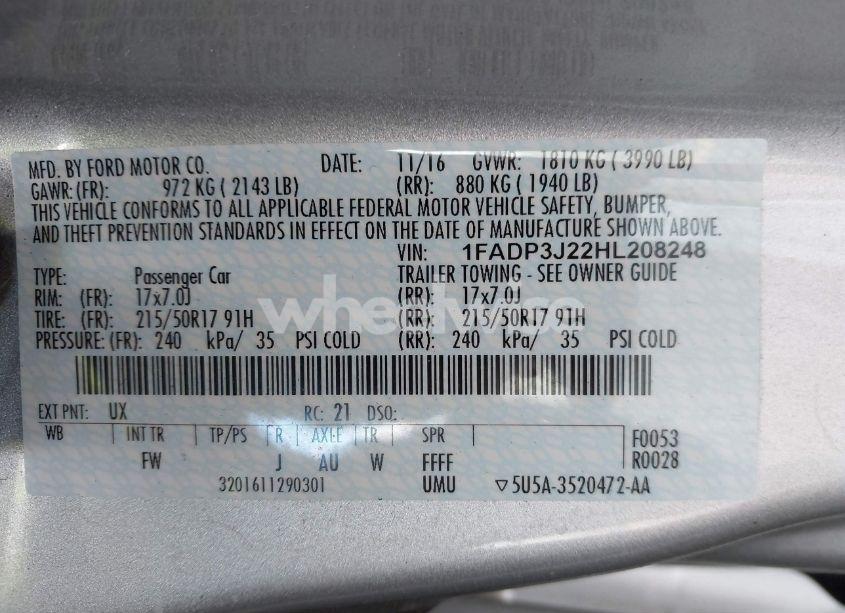 MFD. BY FORD MOTOR CO. DATE: 11/16 GVWR: 1810 KG ( 3990 LB)
GAWR: (FR): 972 KG ( 2143 LB) (RR): 880 KG ( 1940 LB)
THIS VEHICLE CONFORMS TO ALL APPLICABLE FEDERAL MOTOR VEHICLE SAFETY, BUMPER,
AND THEFT PREVENTION STANDARDS IN EFFECT ON THE DATE OF MANUFACTURE SHOWN ABOVE.
VIN: 1FADP3J22HL208248
TYPE: Passenger Car TRAILER TOWING - SEE OWNER GUIDE
RIM: (FR): 17x7.0J (RR): 17x7.0J
TIRE: (FR): 215/50R17 91H (RR): 215/50R17 91H
PRESSURE: (FR): 240 kPa/ 35 PSI COLD (RR): 240 kPa/ 35 PSI COLD
EXT PNT: UX RC: 21 DSO:
WB INT TR TP/PS R AXLE TR SPR F0053
FW J AU W FFFF R0028
3201611290301 UMU ▽5U5A-3520472-AA